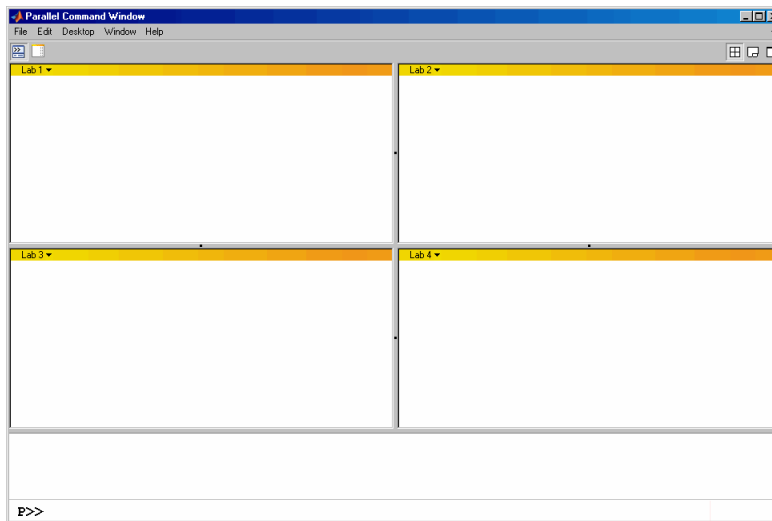 Parallel Command Window
File Edit Desktop Window Help
Lab 1 Lab 2
Lab 3 Lab 4
P>>